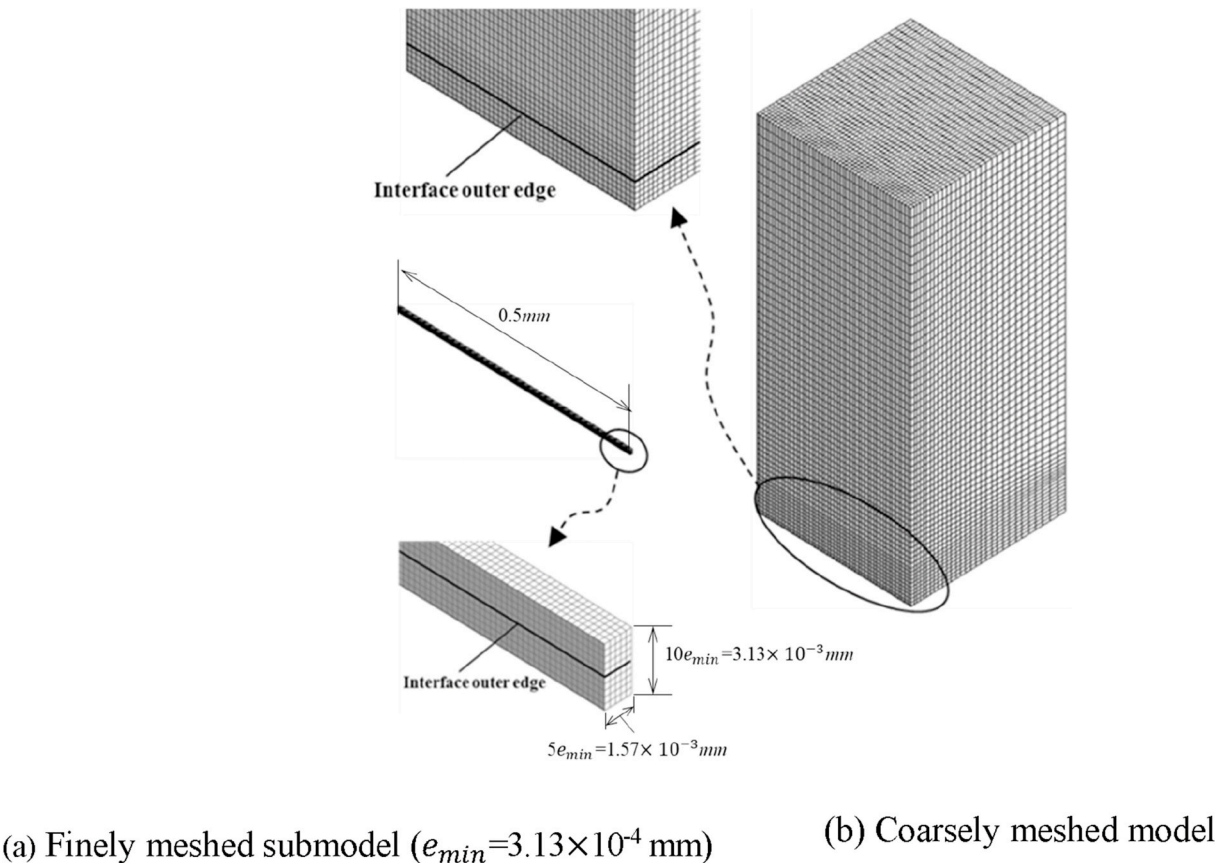 Interface outer edge
0.5mm
Interface outer edge
10e_min=3.13× 10⁻³mm
5e_min=1.57× 10⁻³mm
(a) Finely meshed submodel (e_min=3.13×10⁻⁴ mm)
(b) Coarsely meshed model